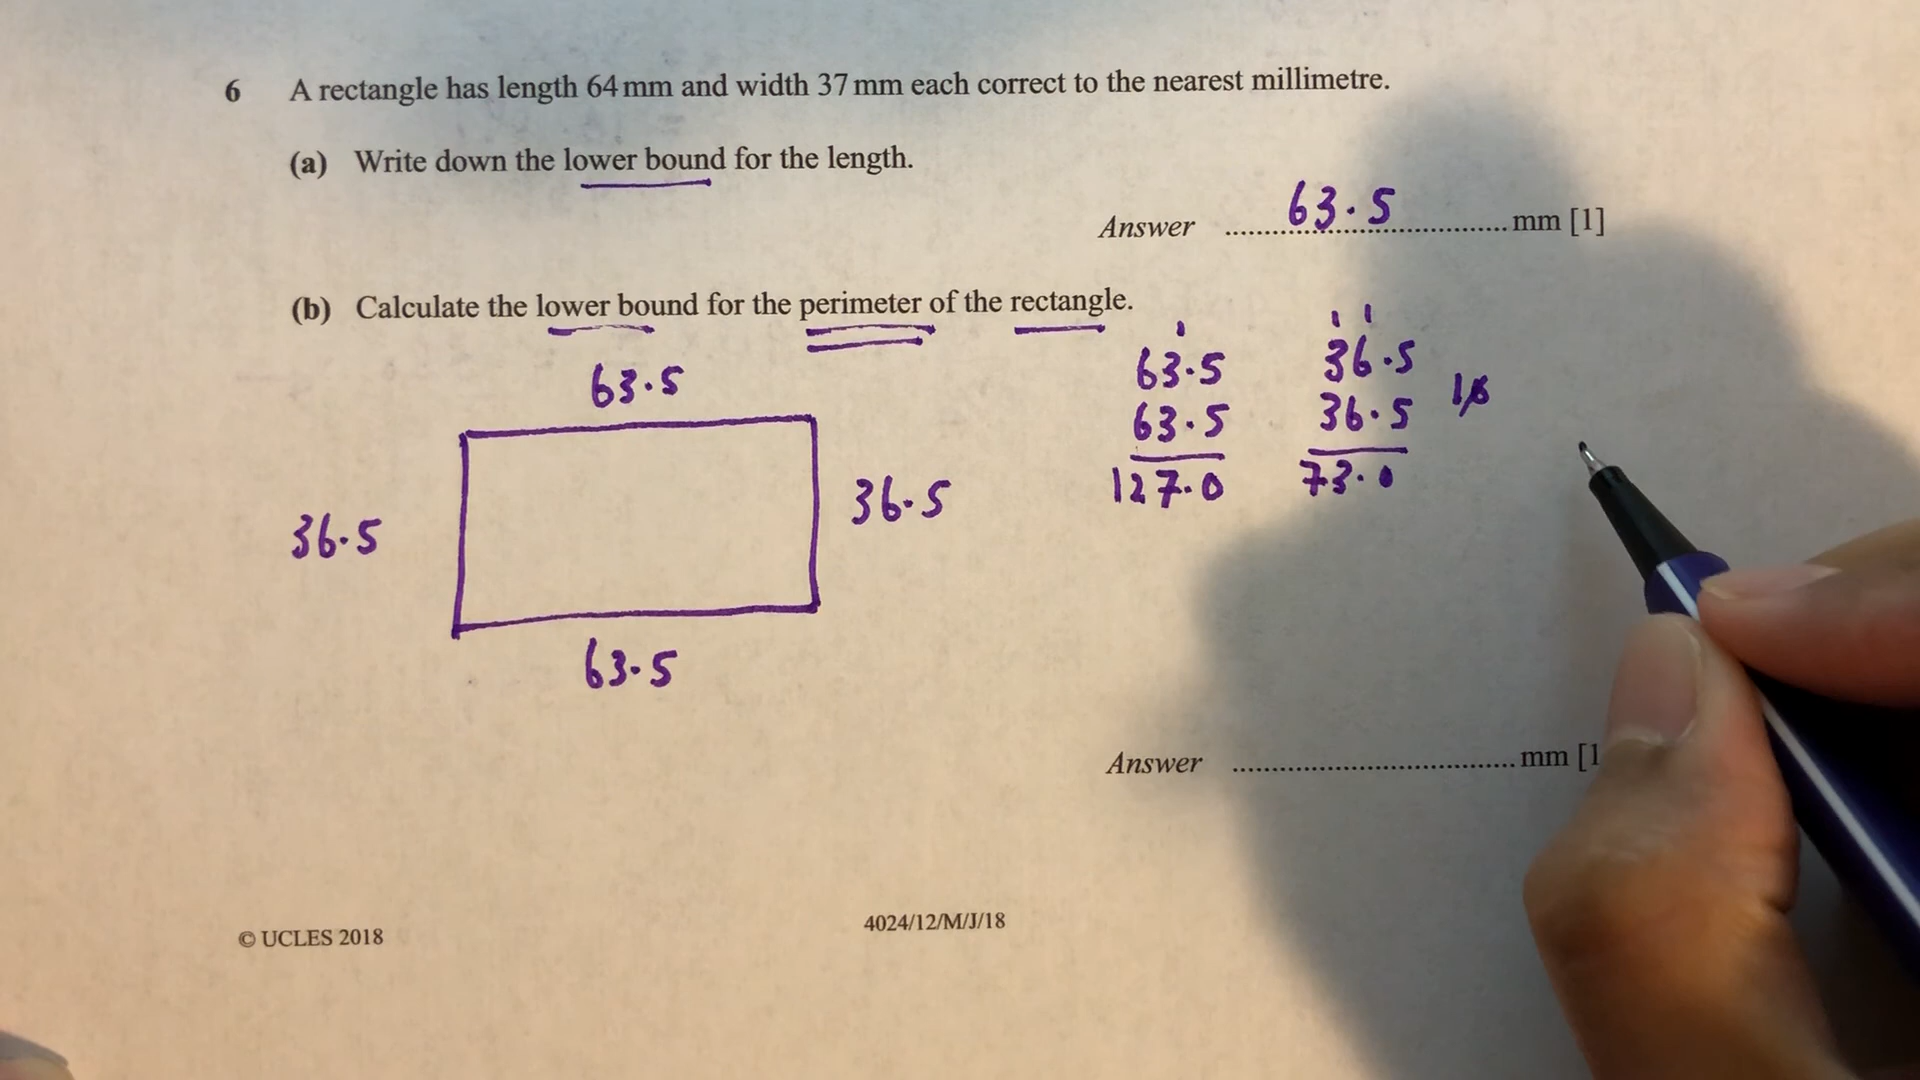 6 A rectangle has length 64 mm and width 37 mm each correct to the nearest millimetre.
(a) Write down the lower bound for the length.
63.5
Answer .......................................... mm [1]
(b) Calculate the lower bound for the perimeter of the rectangle.
63.5
36.5
36.5
63.5
63.5
63.5
127.0
36.5
36.5
73.0
Answer .......................................... mm [1
© UCLES 2018
4024/12/M/J/18